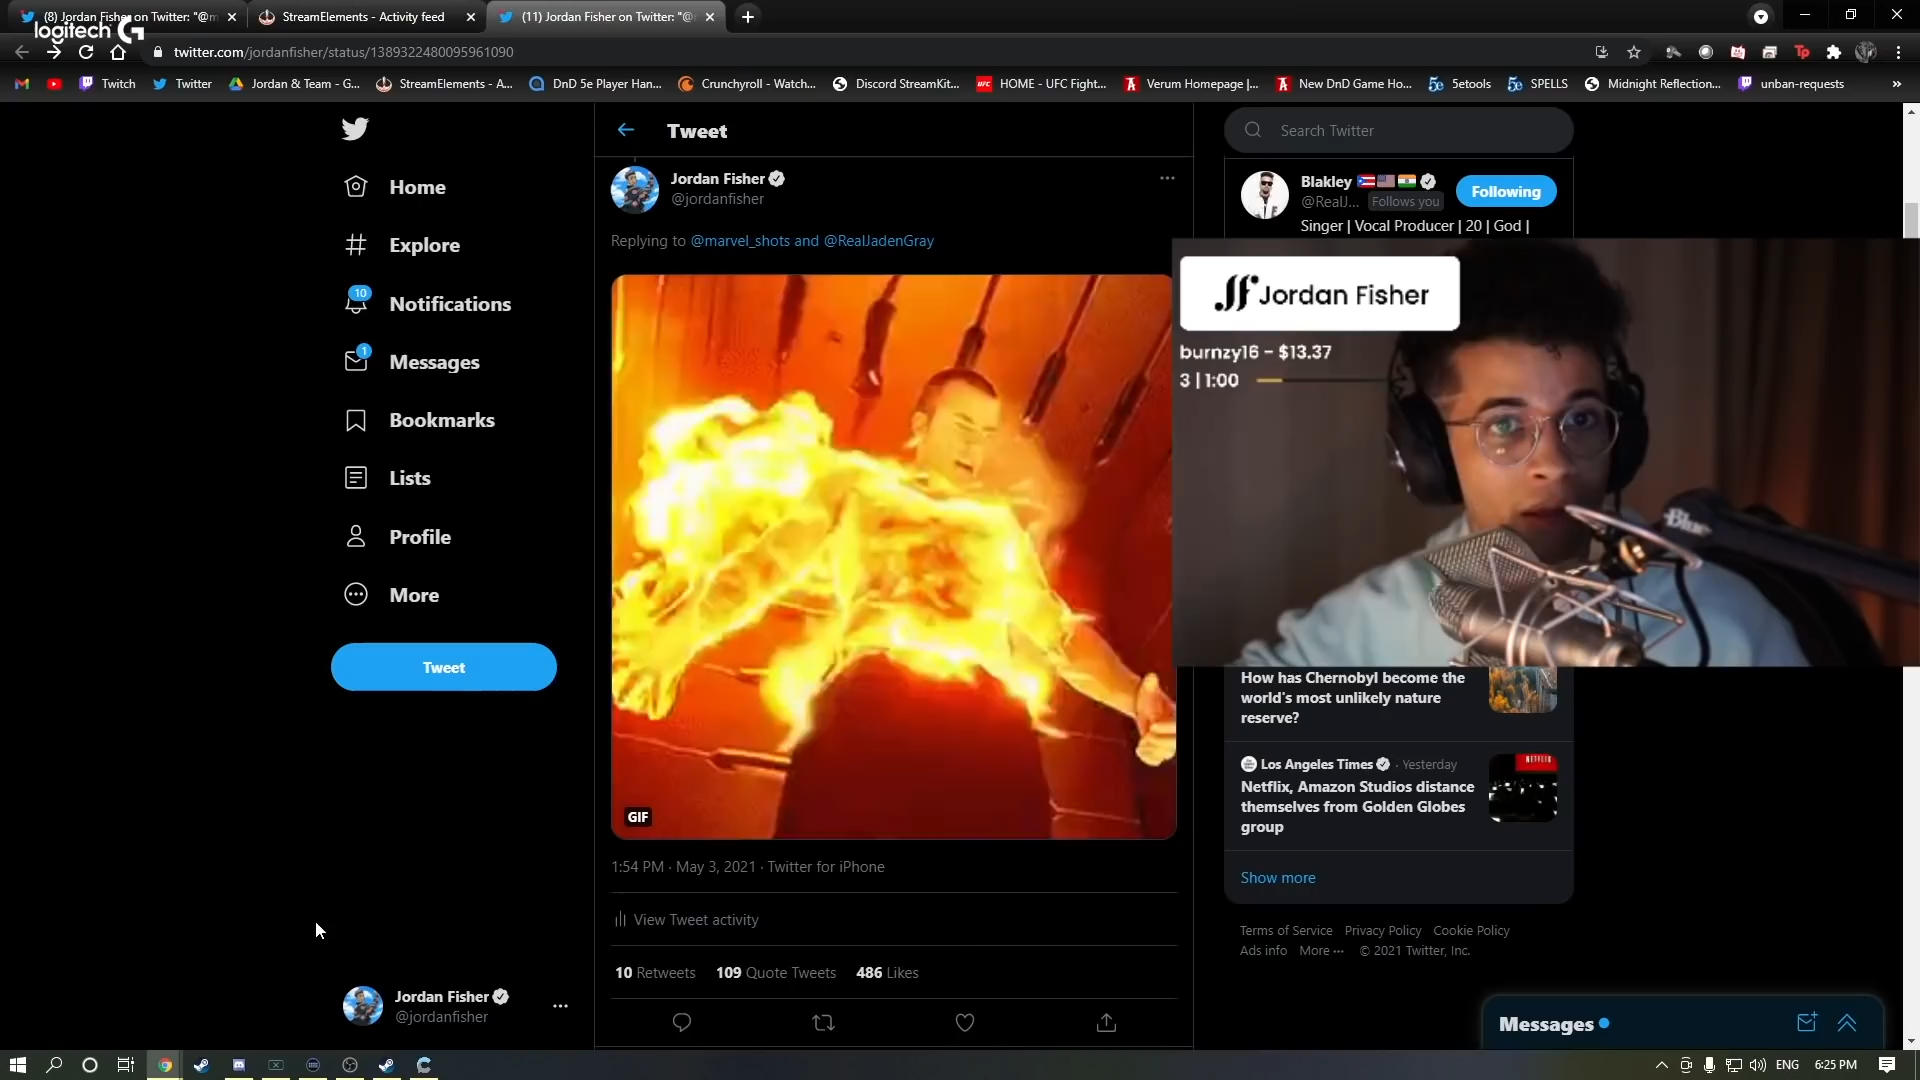 (8) Jordan Fisher on Twitter: "@m
StreamElements - Activity feed
(11) Jordan Fisher on Twitter: "@r
logitech G
twitter.com/jordanfisher/status/1389322480095961090
Twitch
Twitter
Jordan & Team - G...
StreamElements - A...
DnD 5e Player Han...
Crunchyroll - Watch...
Discord StreamKit...
UFC
HOME - UFC Fight...
Verum Homepage |...
New DnD Game Ho...
5e
5etools
5e
SPELLS
Midnight Reflection...
unban-requests
»
Tweet
Search Twitter
Home
Explore
10
Notifications
1
Messages
Bookmarks
Lists
Profile
More
Tweet
Jordan Fisher
@jordanfisher
Jordan Fisher
@jordanfisher
Replying to @marvel_shots and @RealJadenGray
GIF
1:54 PM · May 3, 2021 · Twitter for iPhone
View Tweet activity
10 Retweets 109 Quote Tweets 486 Likes
Blakley
@RealJ... Follows you
Following
Singer | Vocal Producer | 20 | God |
Jf Jordan Fisher
burnzy16 - $13.37
3 | 1:00
Blue
How has Chernobyl become the
world's most unlikely nature
reserve?
Los Angeles Times · Yesterday
Netflix, Amazon Studios distance
themselves from Golden Globes
group
NETFLIX
Show more
Terms of Service Privacy Policy Cookie Policy
Ads info More ··· © 2021 Twitter, Inc.
Messages
ENG
6:25 PM